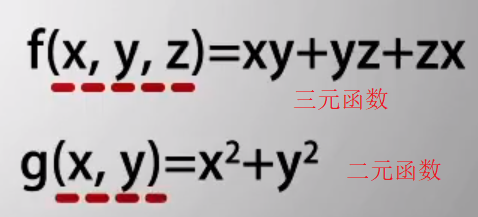 f(x, y, z)=xy+yz+zx
三元函数
g(x, y)=x²+y² 二元函数